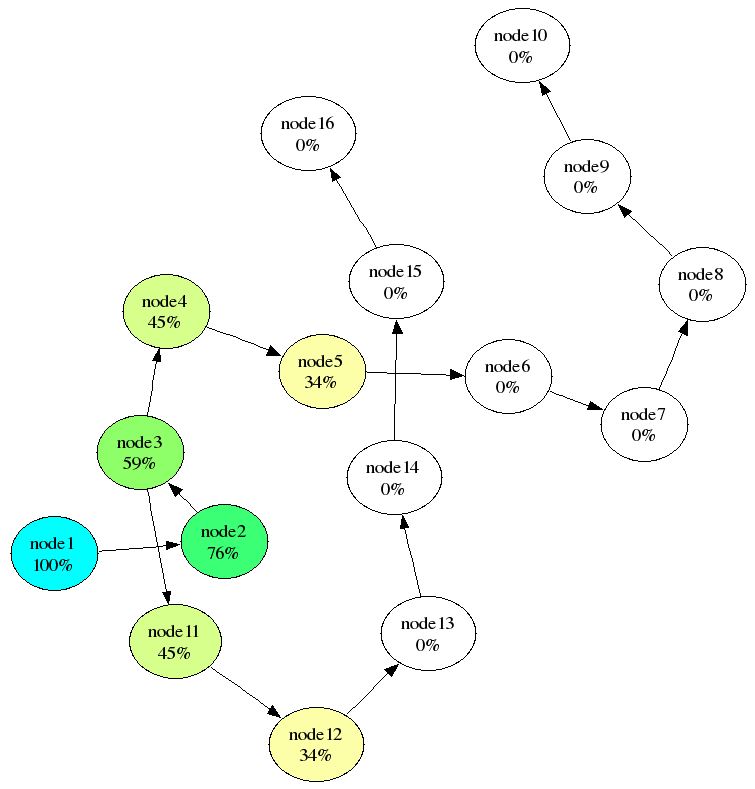 node10
0%
node16
0%
node9
0%
node15
0%
node8
0%
node4
45%
node5
34%
node6
0%
node7
0%
node3
59%
node14
0%
node2
76%
node1
100%
node13
0%
node11
45%
node12
34%